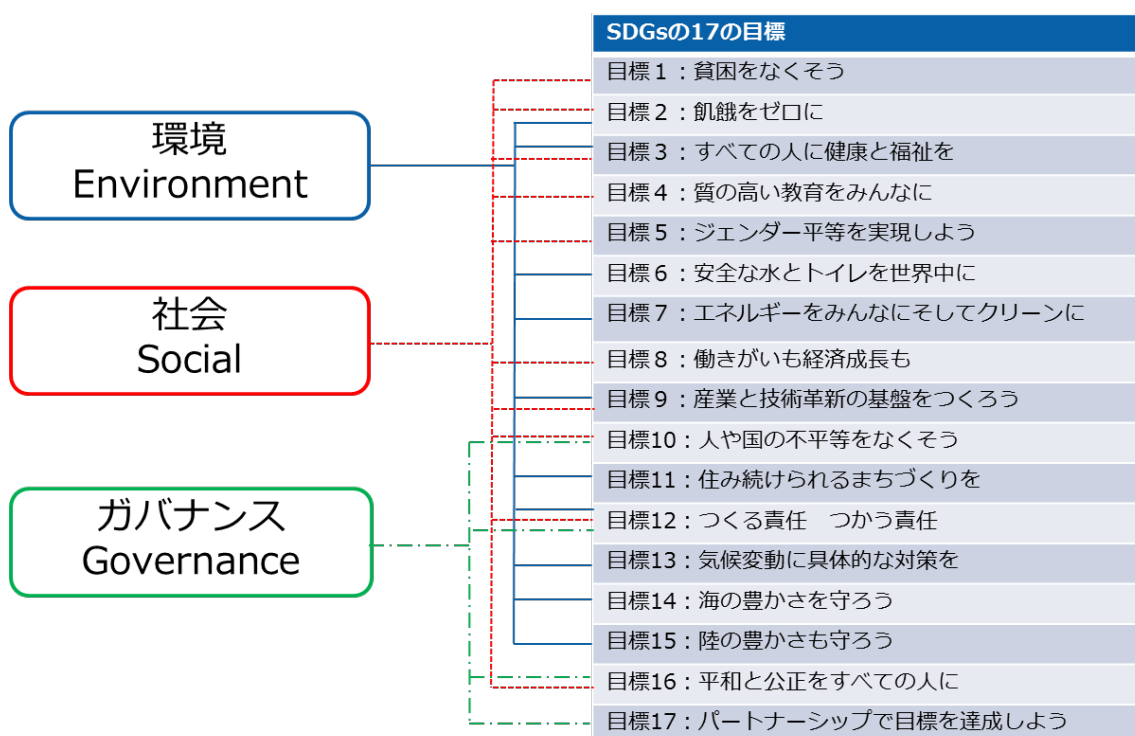 環境
Environment
社会
Social
ガバナンス
Governance
SDGsの17の目標
目標１：貧困をなくそう
目標２：飢餓をゼロに
目標３：すべての人に健康と福祉を
目標４：質の高い教育をみんなに
目標５：ジェンダー平等を実現しよう
目標６：安全な水とトイレを世界中に
目標７：エネルギーをみんなにそしてクリーンに
目標８：働きがいも経済成長も
目標９：産業と技術革新の基盤をつくろう
目標10：人や国の不平等をなくそう
目標11：住み続けられるまちづくりを
目標12：つくる責任　つかう責任
目標13：気候変動に具体的な対策を
目標14：海の豊かさを守ろう
目標15：陸の豊かさも守ろう
目標16：平和と公正をすべての人に
目標17：パートナーシップで目標を達成しよう